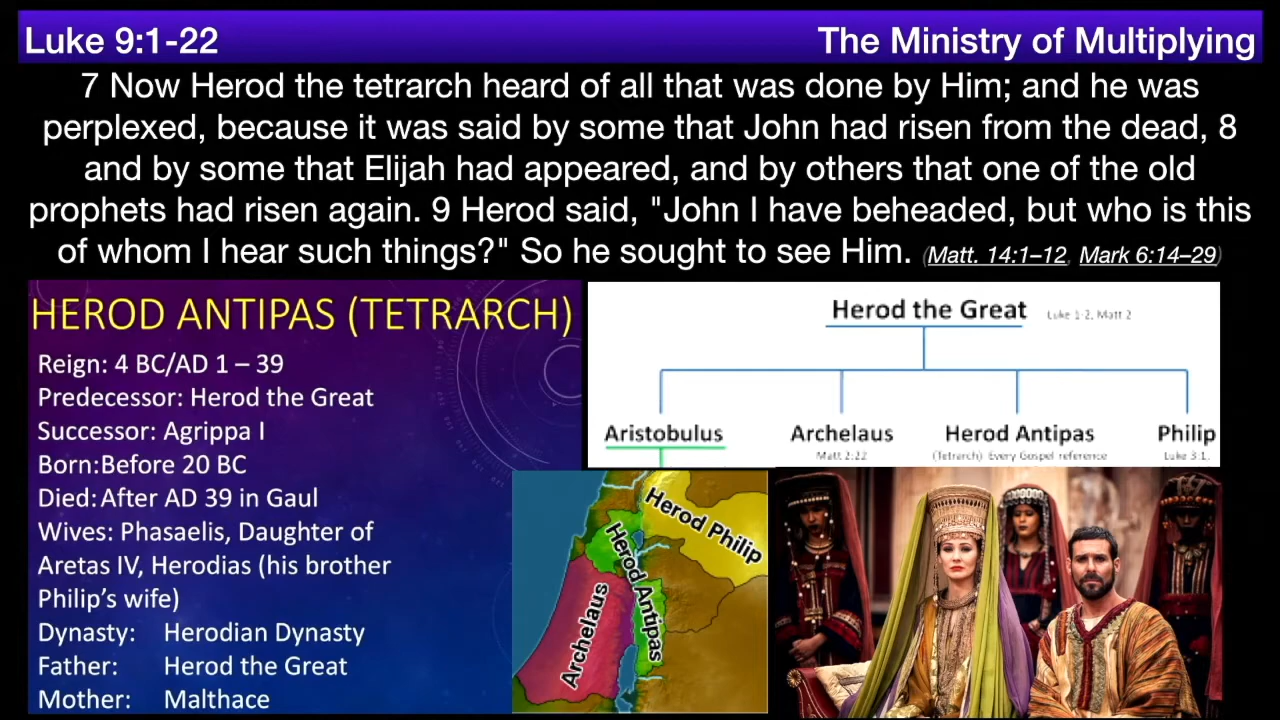 Luke 9:1-22
The Ministry of Multiplying
7 Now Herod the tetrarch heard of all that was done by Him; and he was
perplexed, because it was said by some that John had risen from the dead, 8
and by some that Elijah had appeared, and by others that one of the old
prophets had risen again. 9 Herod said, "John I have beheaded, but who is this
of whom I hear such things?" So he sought to see Him. (Matt. 14:1–12, Mark 6:14–29)
HEROD ANTIPAS (TETRARCH)
Reign: 4 BC/AD 1 – 39
Predecessor: Herod the Great
Successor: Agrippa I
Born:Before 20 BC
Died:After AD 39 in Gaul
Wives: Phasaelis, Daughter of
Aretas IV, Herodias (his brother
Philip’s wife)
Dynasty: Herodian Dynasty
Father: Herod the Great
Mother: Malthace
Herod the Great Luke 1-2, Matt 2
Aristobulus
Archelaus
Matt 2:22
Herod Antipas
(Tetrarch) Every Gospel reference
Philip
Luke 3:1,
Herod Philip
Herod Antipas
Archelaus